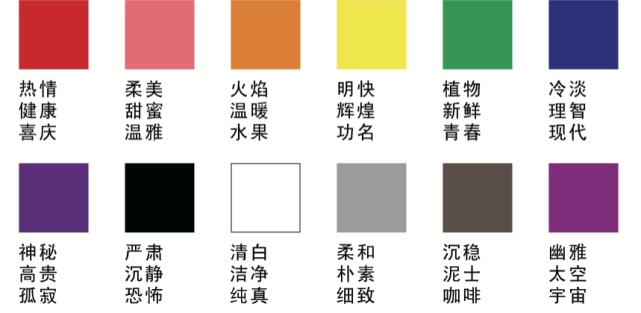 热情 柔美 火焰 明快 植物 冷淡
健康 甜蜜 温暖 辉煌 新鲜 理智
喜庆 温雅 水果 功名 青春 现代
神秘 严肃 清白 柔和 沉稳 幽雅
高贵 沉静 洁净 朴素 泥土 太空
孤寂 恐怖 纯真 细致 咖啡 宇宙